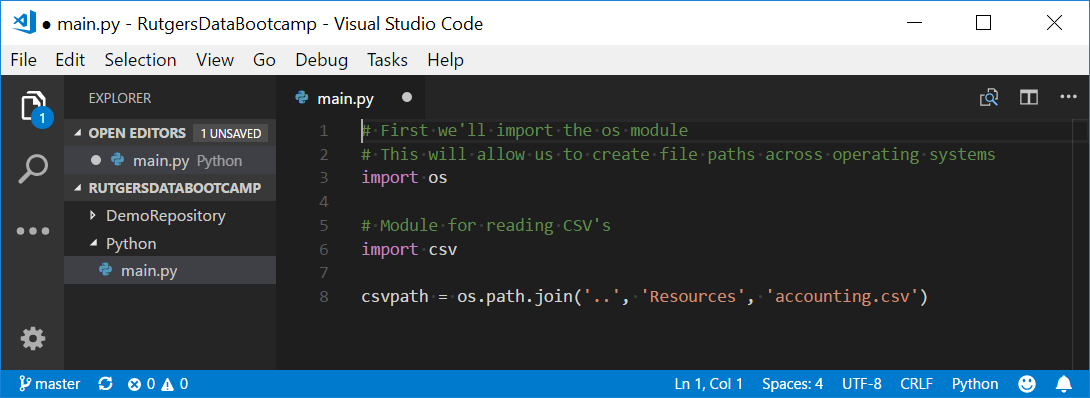 ● main.py - RutgersDataBootcamp - Visual Studio Code
File Edit Selection View Go Debug Tasks Help
EXPLORER
OPEN EDITORS 1 UNSAVED
main.py Python
RUTGERSDATABOOTCAMP
DemoRepository
Python
main.py
1
main.py
1 # First we'll import the os module
2 # This will allow us to create file paths across operating systems
3 import os
4
5 # Module for reading CSV's
6 import csv
7
8 csvpath = os.path.join('..', 'Resources', 'accounting.csv')
master 0 0 Ln 1, Col 1 Spaces: 4 UTF-8 CRLF Python